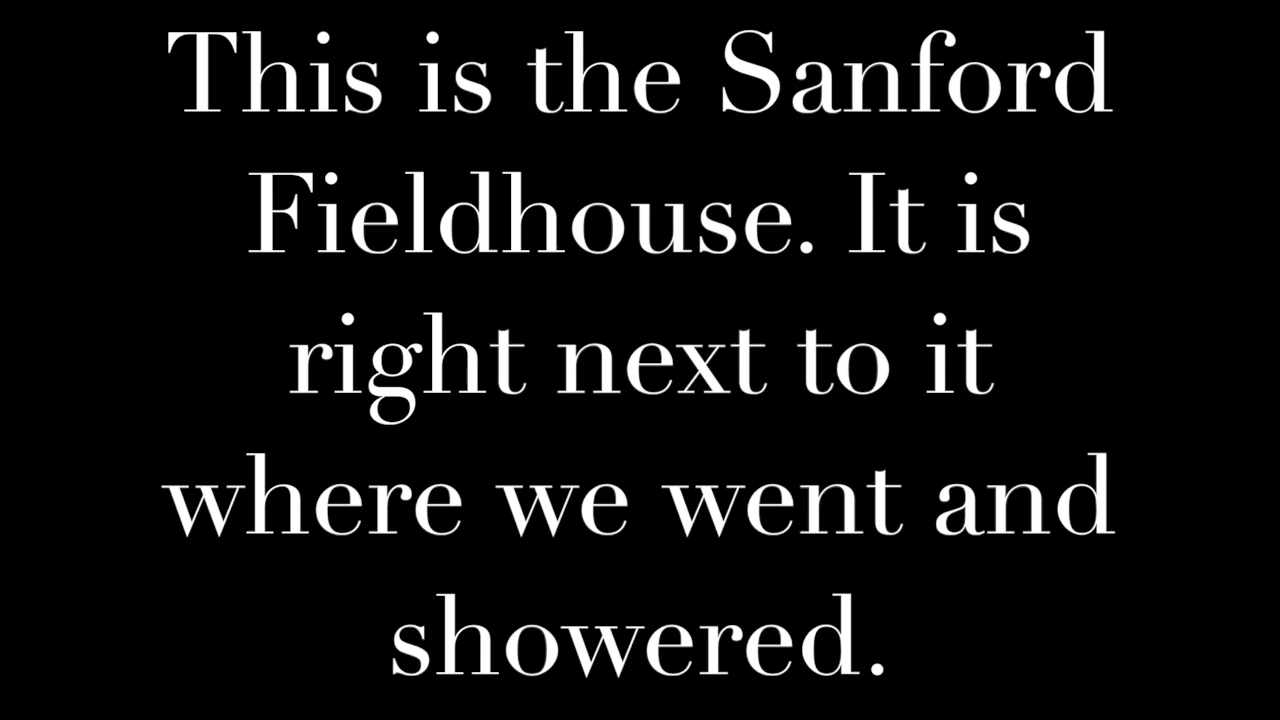 This is the Sanford
Fieldhouse. It is
right next to it
where we went and
showered.